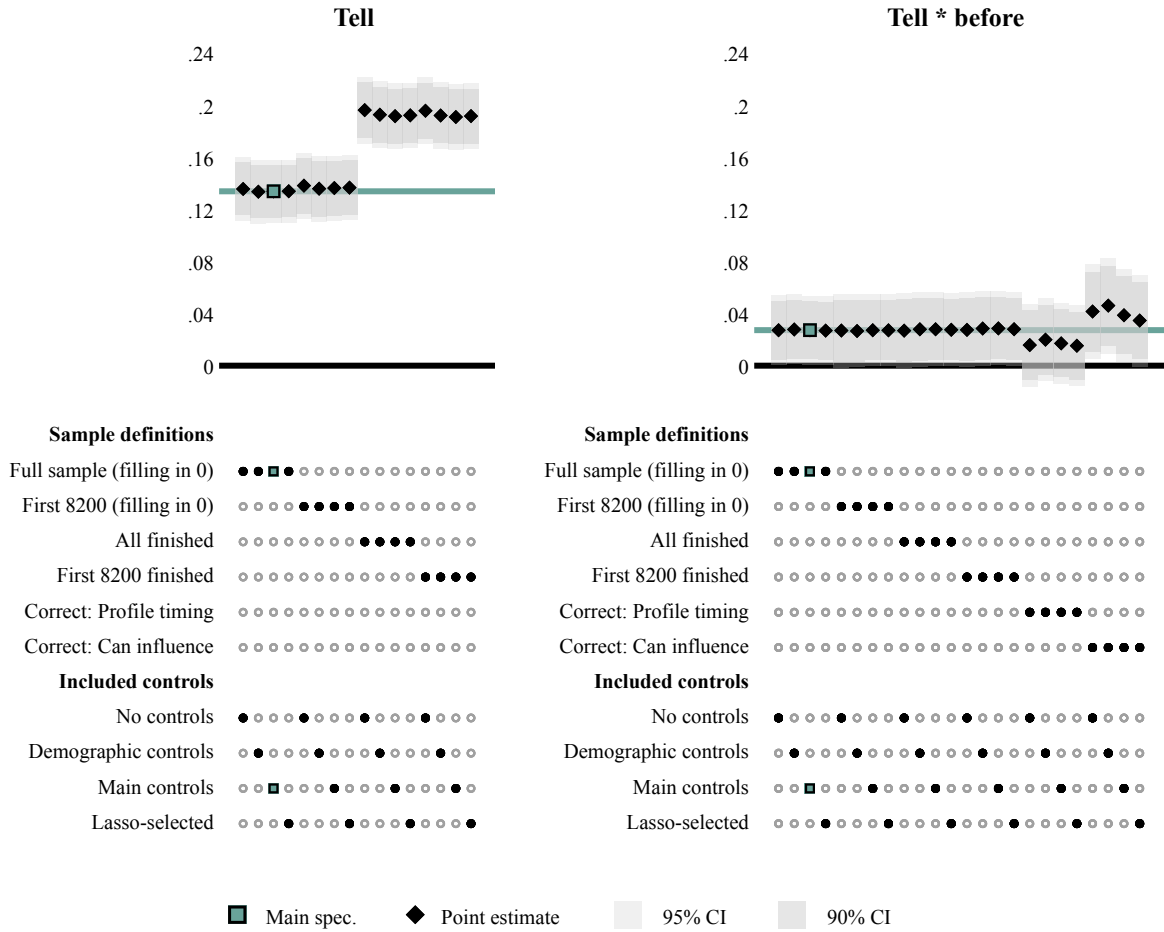 Tell
.24
.2
.16
.12
.08
.04
0
Sample definitions
Full sample (filling in 0)
First 8200 (filling in 0)
All finished
First 8200 finished
Correct: Profile timing
Correct: Can influence
Included controls
No controls
Demographic controls
Main controls
Lasso-selected
Tell * before
.24
.2
.16
.12
.08
.04
0
Sample definitions
Full sample (filling in 0)
First 8200 (filling in 0)
All finished
First 8200 finished
Correct: Profile timing
Correct: Can influence
Included controls
No controls
Demographic controls
Main controls
Lasso-selected
Main spec. Point estimate 95% CI 90% CI